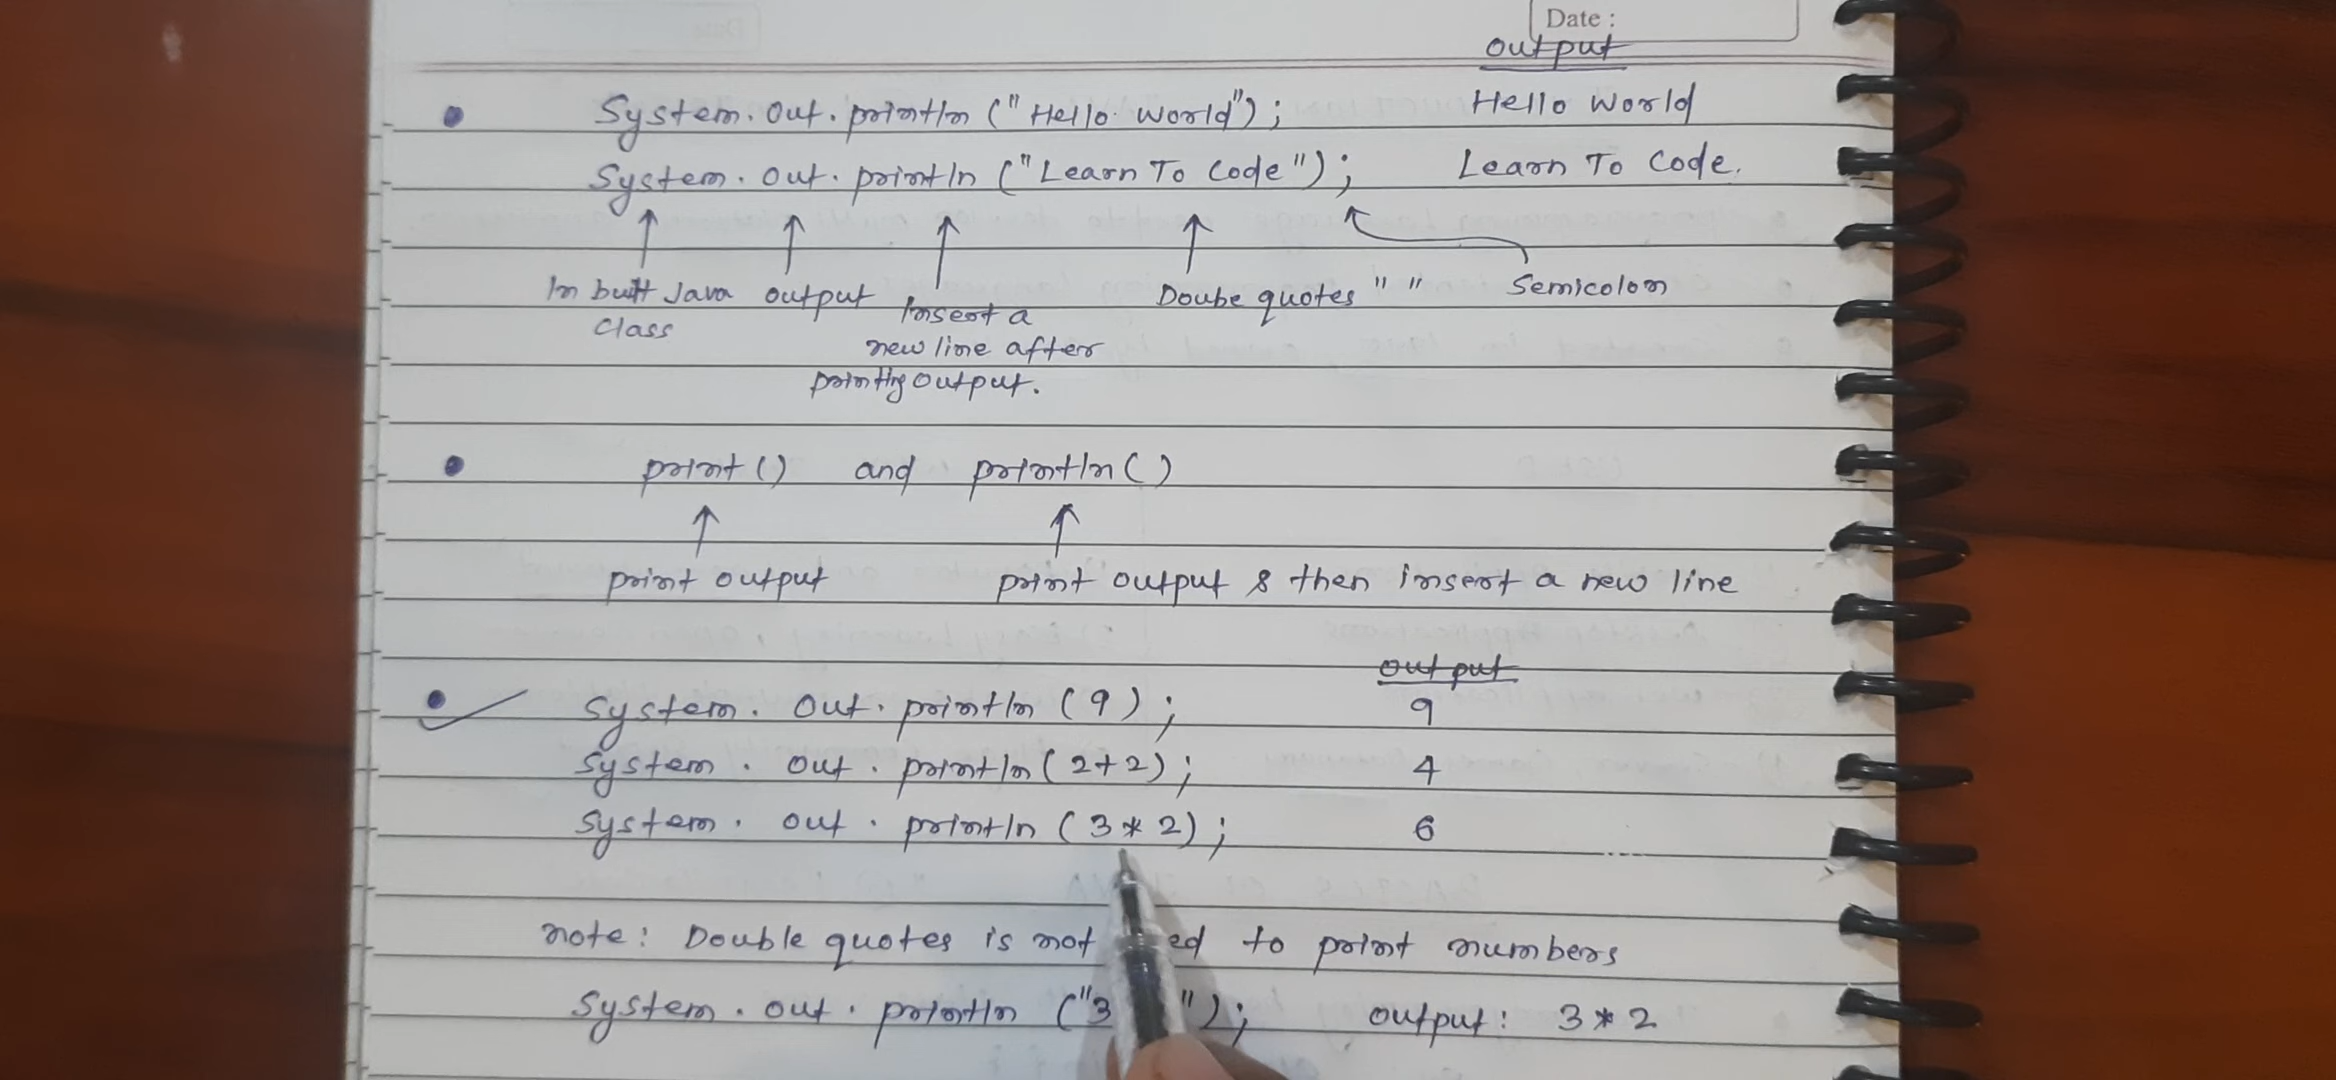 Date :
output
System.out.println ("Hello World"); Hello World
System.out.println ("Learn To Code"); Learn To Code.
In built Java output Insert a Doube quotes " " Semicolon
class
new line after
printing output.
print() and println()
print output print output & then insert a new line
output
System. Out. println (9); 9
System. out. println (2+2); 4
System. out. println (3*2); 6
note: Double quotes is not to print numbers
System. out. println ("3 "); output: 3*2